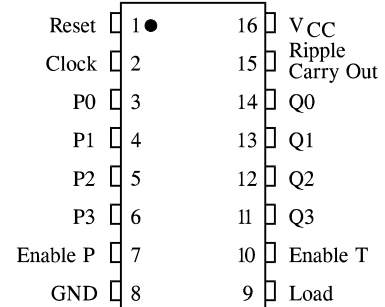 Reset 1 16 VCC
Clock 2 15 Ripple
Carry Out
P0 3 14 Q0
P1 4 13 Q1
P2 5 12 Q2
P3 6 11 Q3
Enable P 7 10 Enable T
GND 8 9 Load